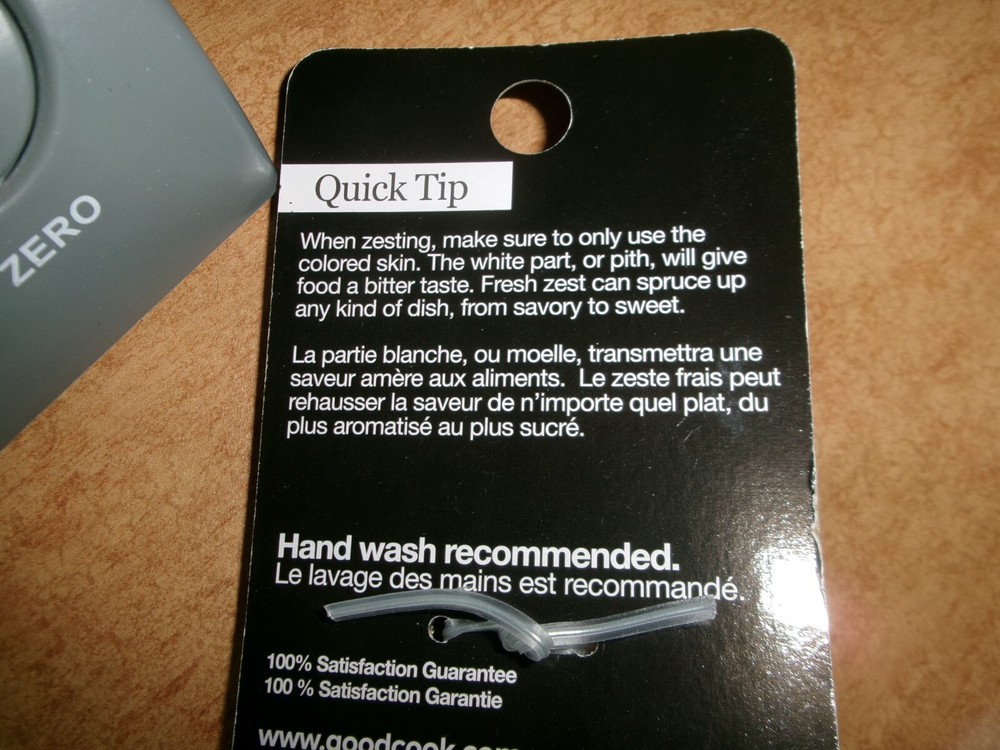 ZERO
Quick Tip
When zesting, make sure to only use the
colored skin. The white part, or pith, will give
food a bitter taste. Fresh zest can spruce up
any kind of dish, from savory to sweet.
La partie blanche, ou moelle, transmettra une
saveur amère aux aliments. Le zeste frais peut
rehausser la saveur de n'importe quel plat, du
plus aromatisé au plus sucré.
Hand wash recommended.
Le lavage des mains est recommandé.
100% Satisfaction Guarantee
100 % Satisfaction Garantie
www.goodcook.com